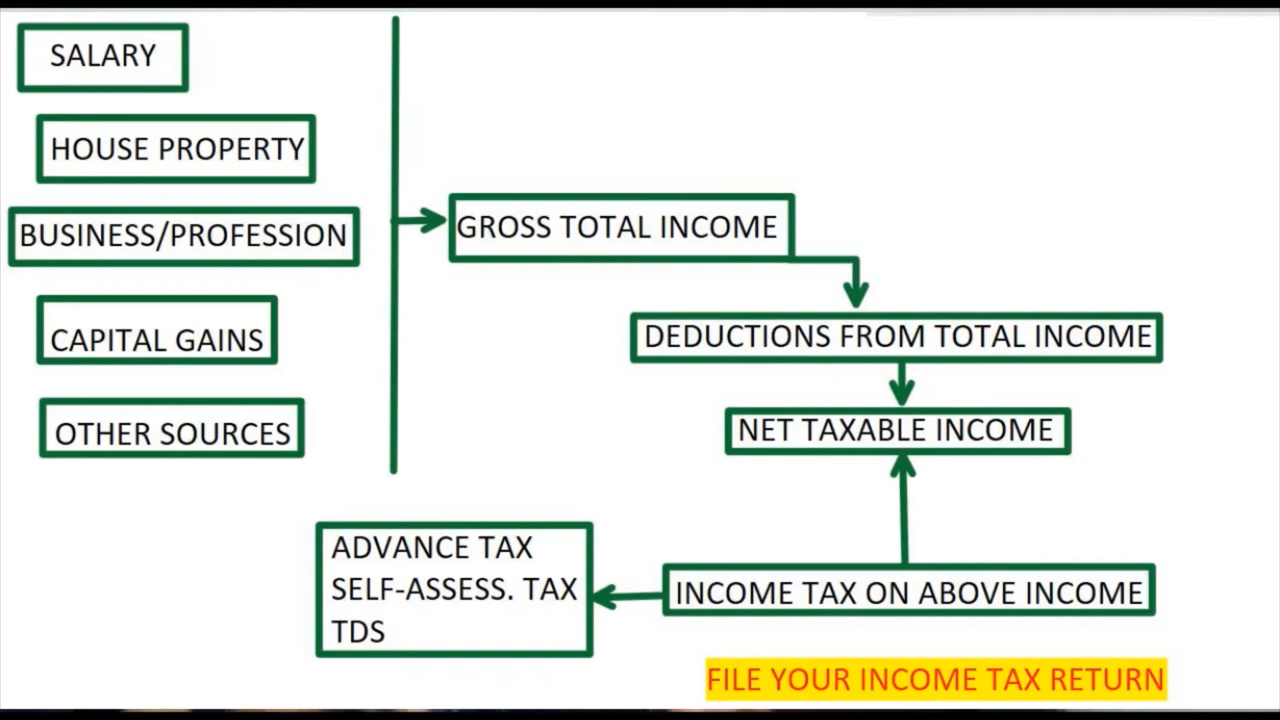 SALARY
HOUSE PROPERTY
BUSINESS/PROFESSION
CAPITAL GAINS
OTHER SOURCES
GROSS TOTAL INCOME
DEDUCTIONS FROM TOTAL INCOME
NET TAXABLE INCOME
INCOME TAX ON ABOVE INCOME
ADVANCE TAX
SELF-ASSESS. TAX
TDS
FILE YOUR INCOME TAX RETURN